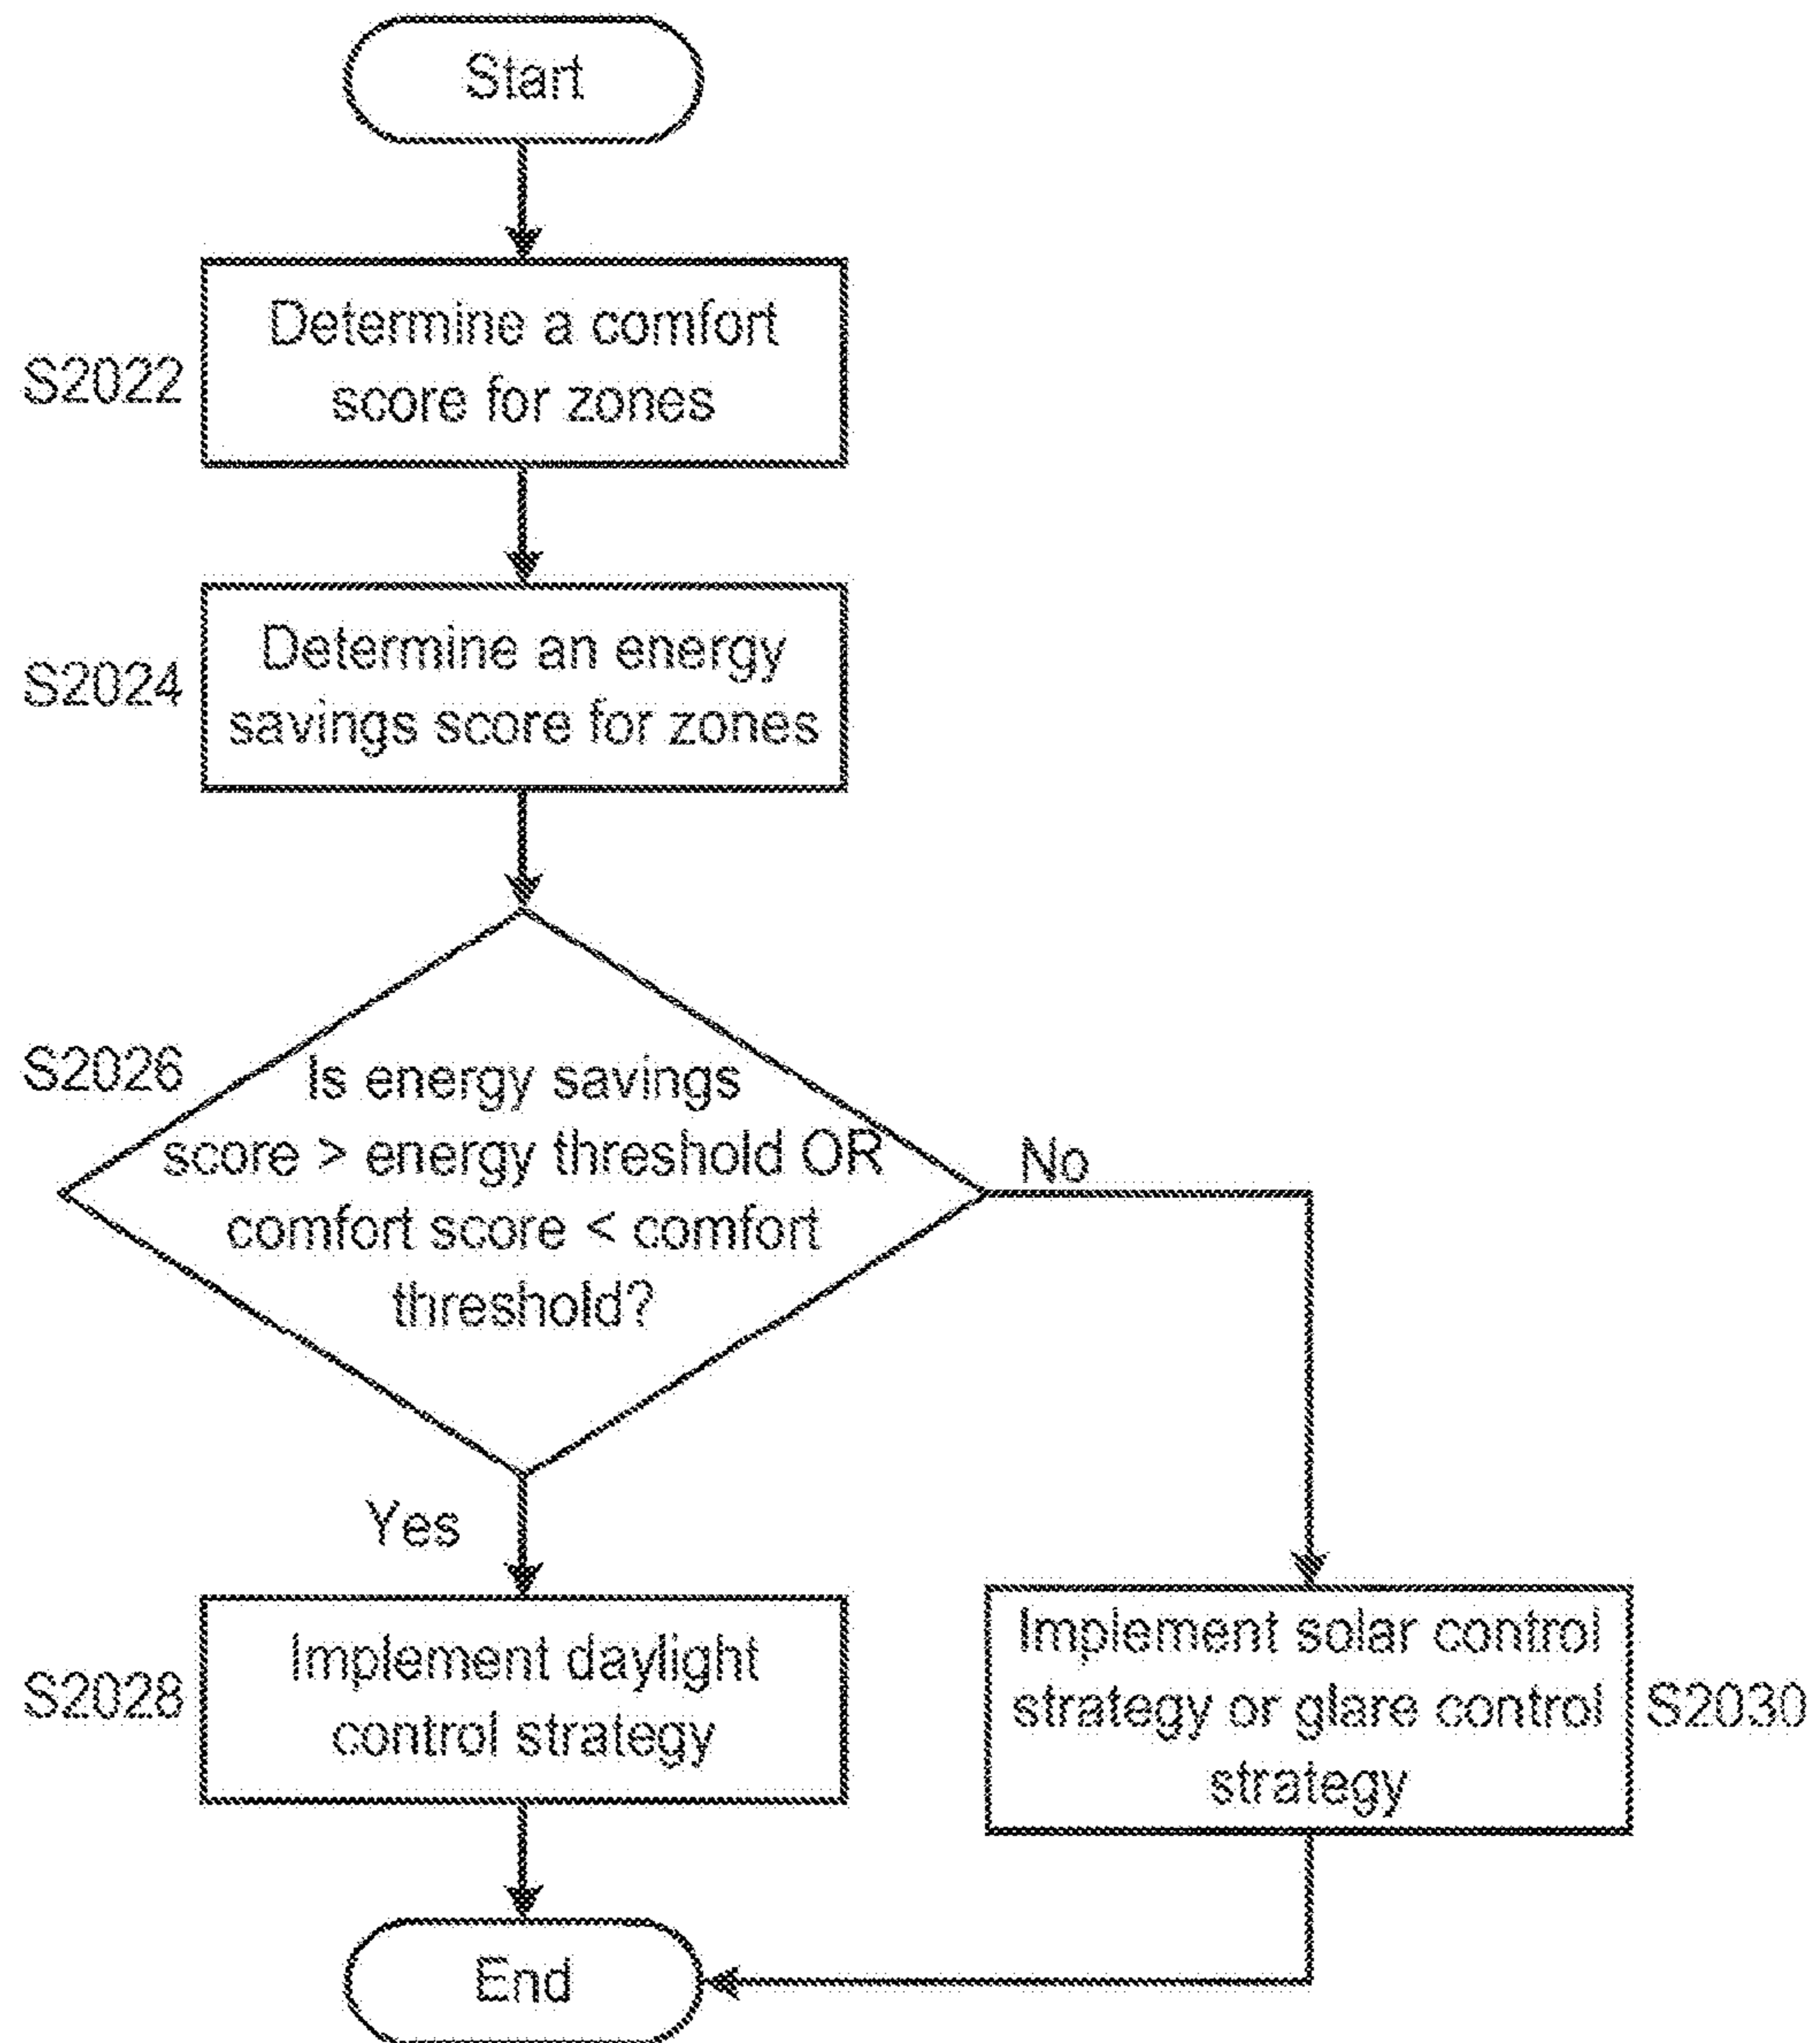 Start
Determine a comfort
score for zones
S2022
Determine an energy
savings score for zones
S2024
S2026
Is energy savings
score > energy threshold OR
comfort score < comfort
threshold?
No
Yes
Implement daylight
control strategy
S2028
Implement solar control
strategy or glare control
strategy
S2030
End